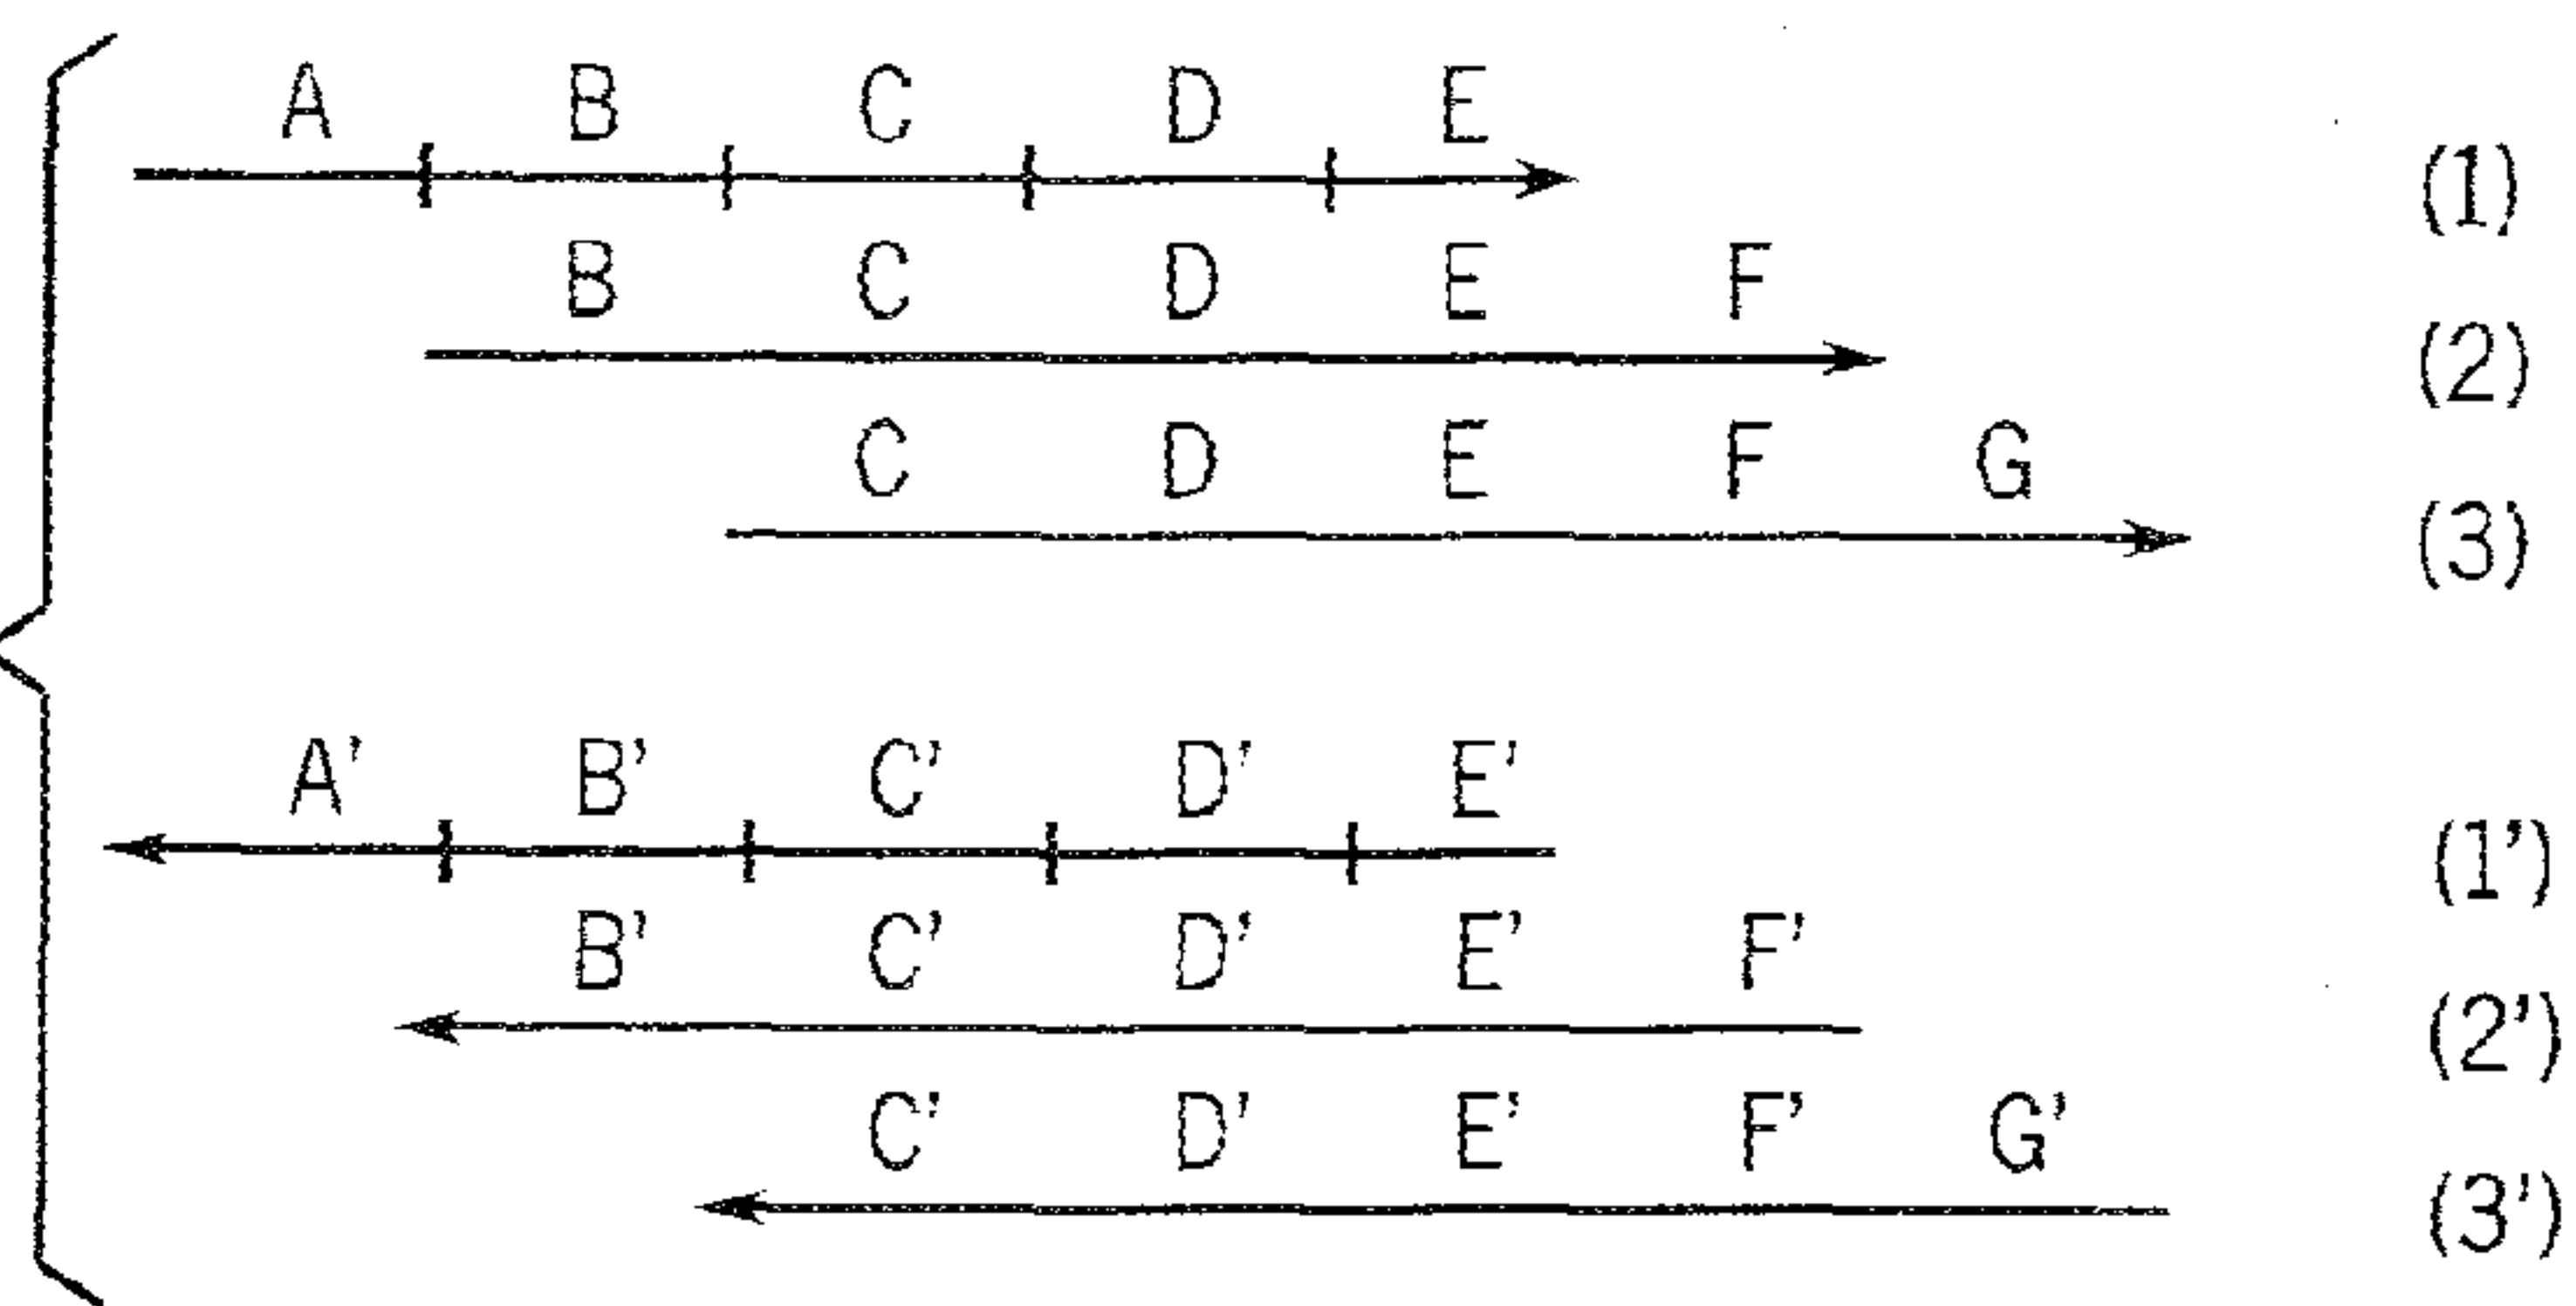 A B C D E (1)
B C D E F (2)
C D E F G (3)
A' B' C' D' E' (1')
B' C' D' E' F' (2')
C' D' E' F' G' (3')